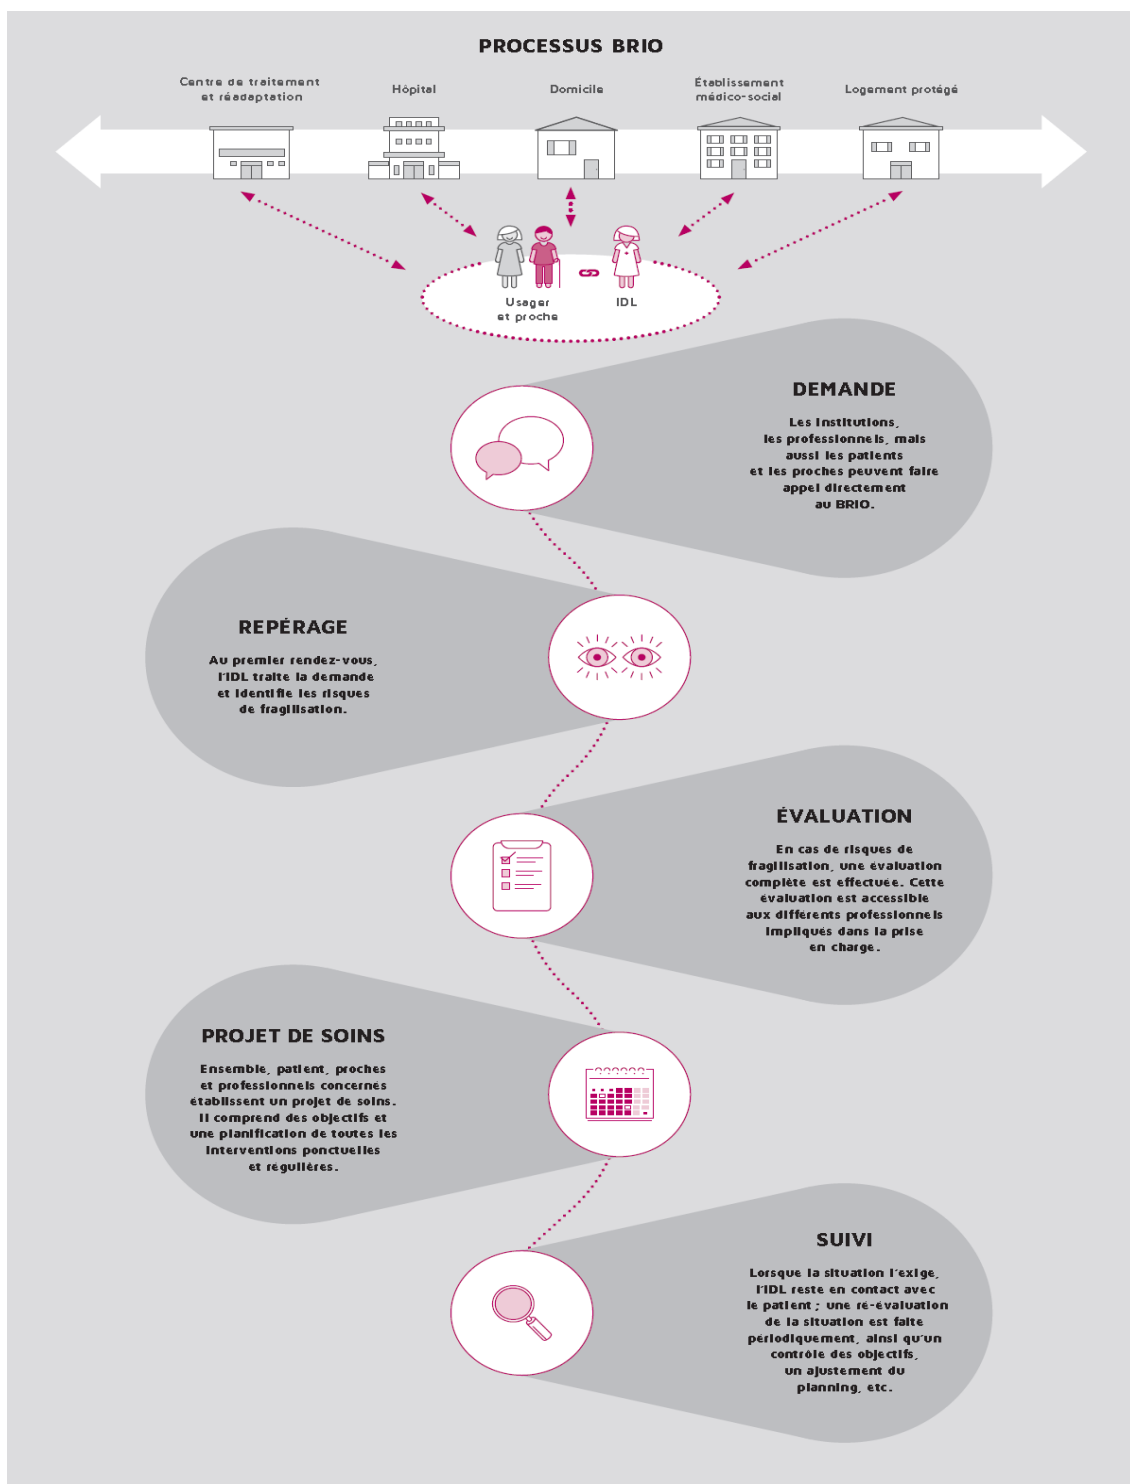 PROCESSUS BRIO
Centre de traitement
et réadaptation
Hôpital
Domicile
Établissement
médico-social
Logement protégé
Usager
et proche
IDL
DEMANDE
Les institutions,
les professionnels, mais
aussi les patients
et les proches peuvent faire
appel directement
au BRIO.
REPÉRAGE
Au premier rendez-vous,
l'IDL traite la demande
et identifie les risques
de fragilisation.
ÉVALUATION
En cas de risques de
fragilisation, une évaluation
complète est effectuée. Cette
évaluation est accessible
aux différents professionnels
impliqués dans la prise
en charge.
PROJET DE SOINS
Ensemble, patient, proches
et professionnels concernés
établissent un projet de soins.
Il comprend des objectifs et
une planification de toutes les
interventions ponctuelles
et régulières.
SUIVI
Lorsque la situation l'exige,
l'IDL reste en contact avec
le patient ; une ré-évaluation
de la situation est faite
périodiquement, ainsi qu'un
contrôle des objectifs,
un ajustement du
planning, etc.